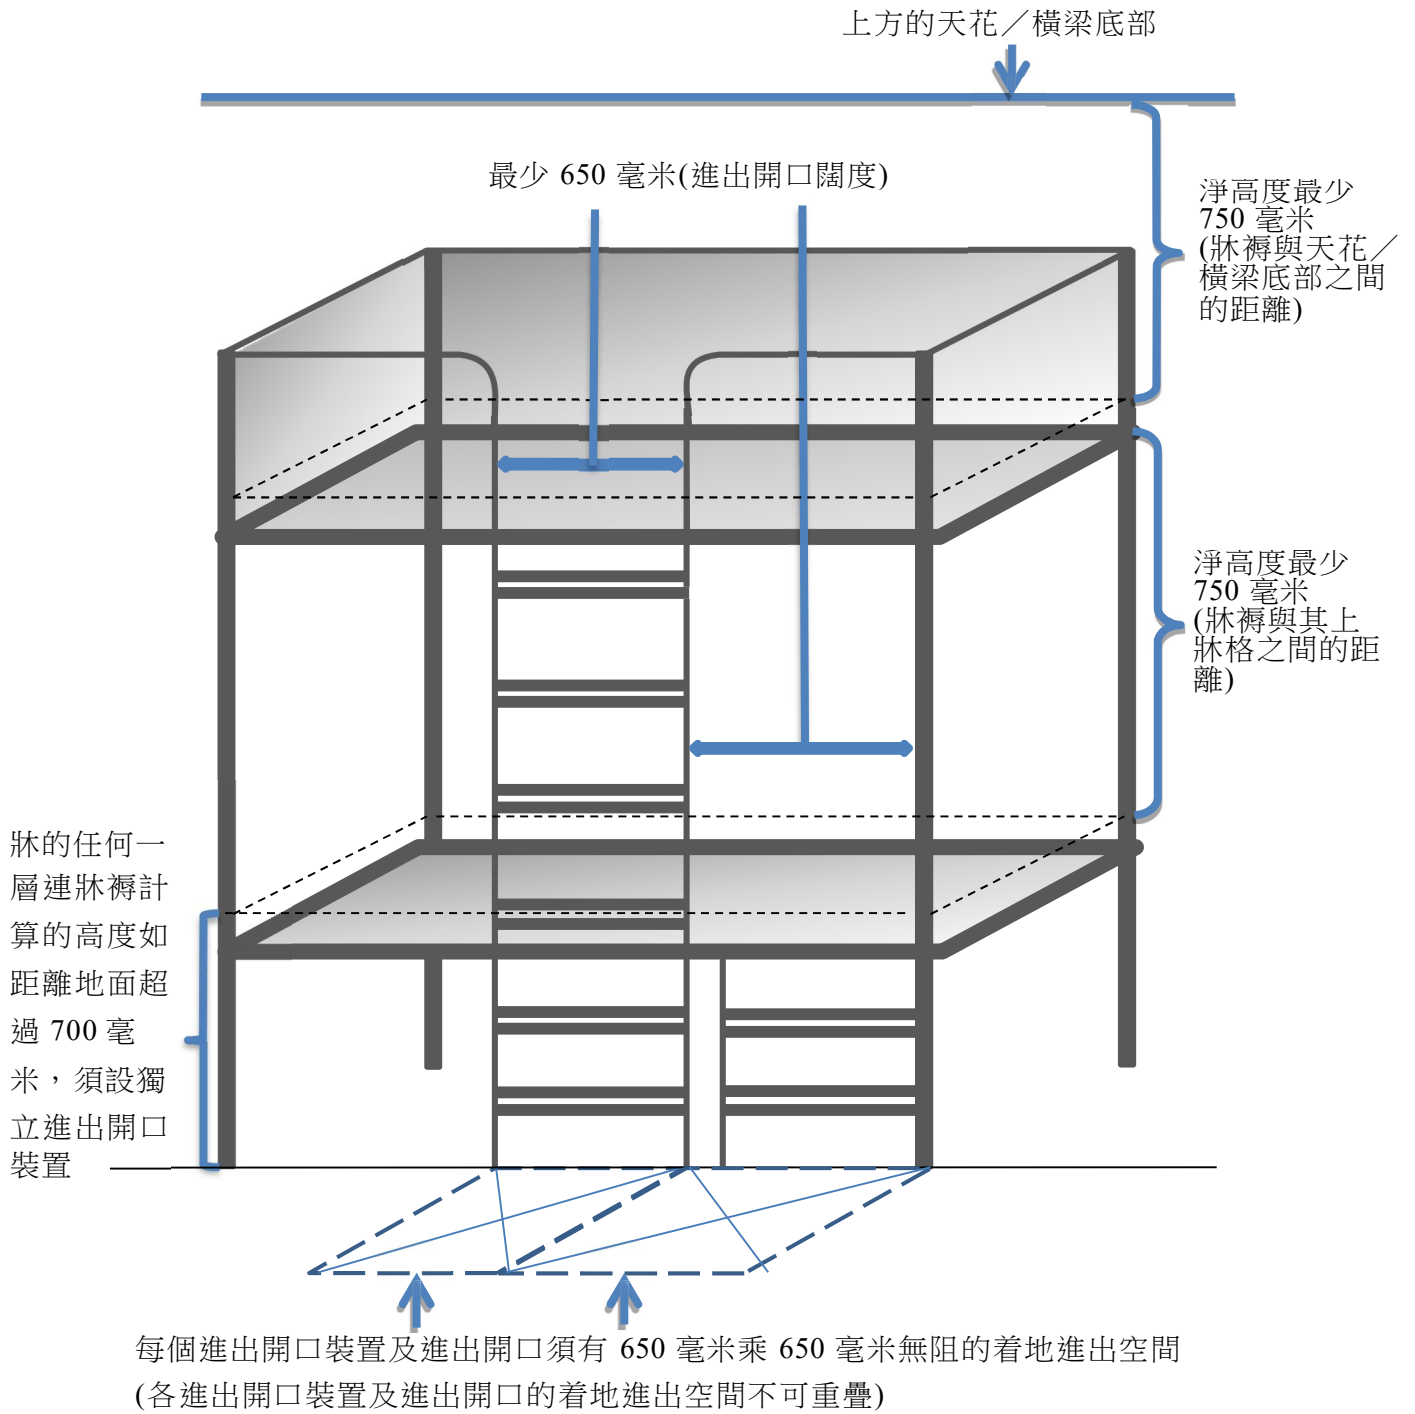 上方的天花／橫梁底部
最少 650 毫米(進出開口闊度)
淨高度最少
750 毫米
(牀褥與天花／
橫梁底部之間
的距離)
淨高度最少
750 毫米
(牀褥與其上
牀格之間的距
離)
牀的任何一
層連牀褥計
算的高度如
距離地面超
過 700 毫
米，須設獨
立進出開口
裝置
每個進出開口裝置及進出開口須有 650 毫米乘 650 毫米無阻的着地進出空間
(各進出開口裝置及進出開口的着地進出空間不可重疊)